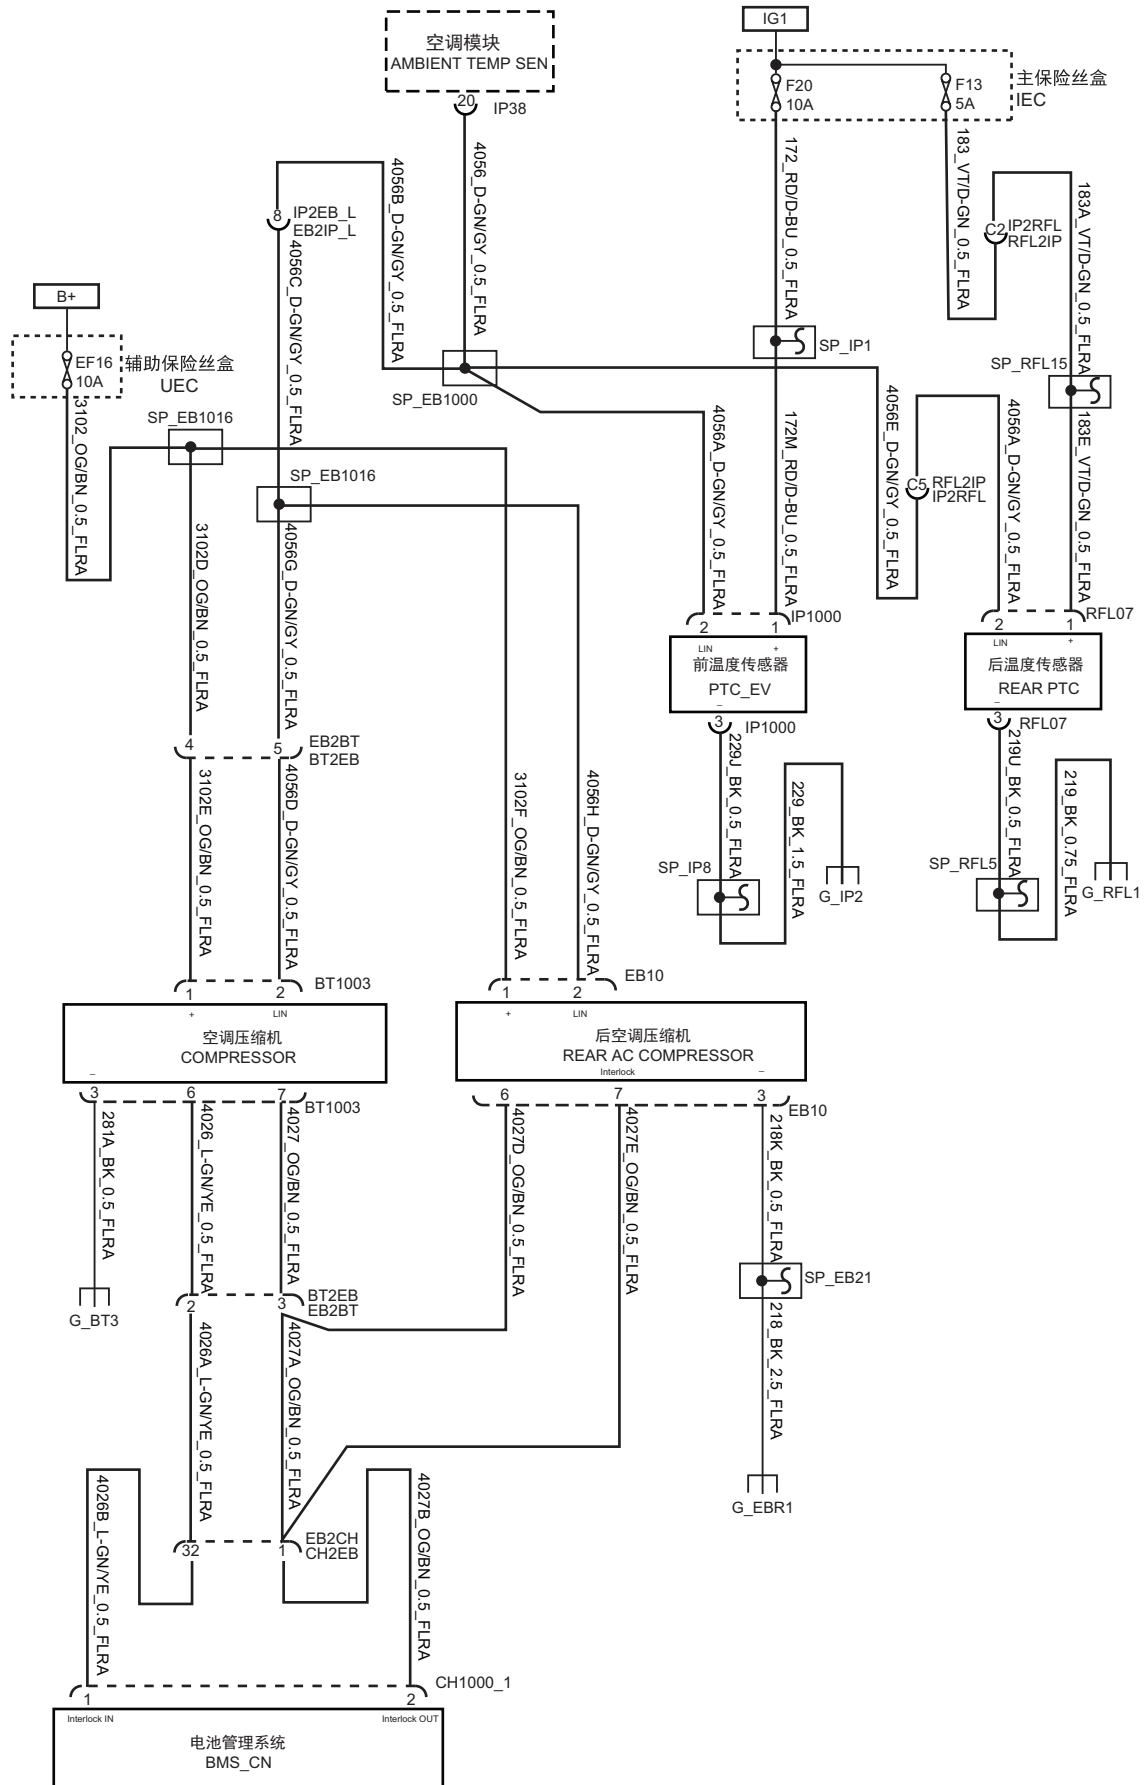 IG1
空调模块
AMBIENT TEMP SEN
20
IP38
F20
10A
F13
5A
主保险丝盒
IEC
4056B_D-GN/GY_0.5_FLRA
4056_D-GN/GY_0.5_FLRA
172_RD/D-BU_0.5_FLRA
183_VT/D-GN_0.5_FLRA
183A_VT/D-GN_0.5_FLRA
8
IP2EB_L
EB2IP_L
C2
IP2RFL
RFL2IP
4056C_D-GN/GY_0.5_FLRA
B+
EF16
10A
辅助保险丝盒
UEC
SP_IP1
SP_RFL15
SP_EB1000
SP_EB1016
3102_OG/BN_0.5_FLRA
4056A_D-GN/GY_0.5_FLRA
172M_RD/D-BU_0.5_FLRA
4056E_D-GN/GY_0.5_FLRA
4056A_D-GN/GY_0.5_FLRA
183E_VT/D-GN_0.5_FLRA
SP_EB1016
C5
RFL2IP
IP2RFL
3102D_OG/BN_0.5_FLRA
4056G_D-GN/GY_0.5_FLRA
2
1
IP1000
LIN
+
前温度传感器
PTC_EV
–
3
IP1000
2
1
RFL07
LIN
+
后温度传感器
REAR PTC
–
3
RFL07
4
5
EB2BT
BT2EB
3102E_OG/BN_0.5_FLRA
4056D_D-GN/GY_0.5_FLRA
3102F_OG/BN_0.5_FLRA
4056H_D-GN/GY_0.5_FLRA
229J_BK_0.5_FLRA
229_BK_1.5_FLRA
219U_BK_0.5_FLRA
219_BK_0.75_FLRA
SP_IP8
G_IP2
SP_RFL5
G_RFL1
1
2
BT1003
+
LIN
空调压缩机
COMPRESSOR
–
3
6
7
BT1003
1
2
EB10
+
LIN
后空调压缩机
REAR AC COMPRESSOR
Interlock
–
6
7
3
EB10
281A_BK_0.5_FLRA
4026_L-GN/YE_0.5_FLRA
4027_OG/BN_0.5_FLRA
4027D_OG/BN_0.5_FLRA
4027E_OG/BN_0.5_FLRA
218K_BK_0.5_FLRA
SP_EB21
G_BT3
2
3
BT2EB
EB2BT
4026A_L-GN/YE_0.5_FLRA
4027A_OG/BN_0.5_FLRA
218_BK_2.5_FLRA
G_EBR1
4026B_L-GN/YE_0.5_FLRA
4027B_OG/BN_0.5_FLRA
32
1
EB2CH
CH2EB
CH1000_1
1
2
Interlock IN
Interlock OUT
电池管理系统
BMS_CN